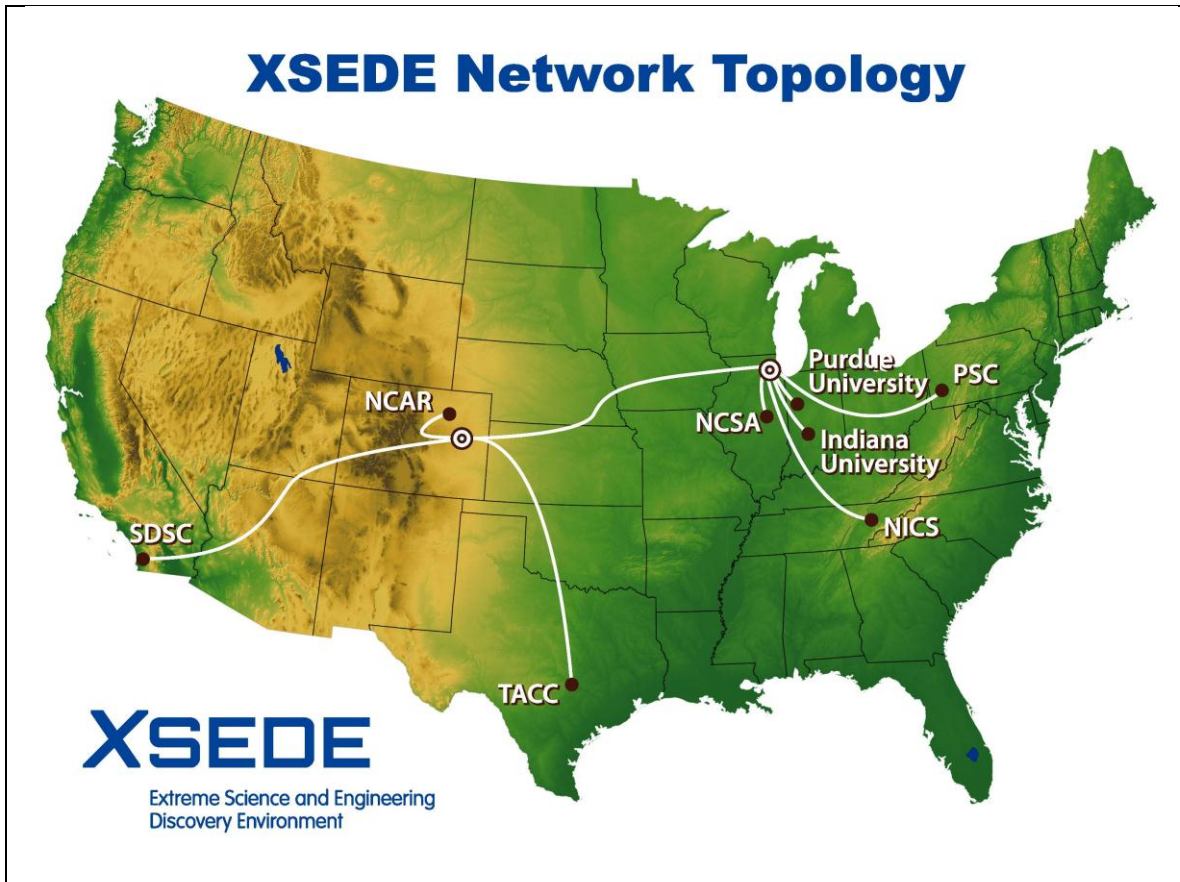 XSEDE Network Topology
Purdue
University
PSC
NCAR
NCSA
Indiana
University
SDSC
NICS
TACC
XSEDE
Extreme Science and Engineering
Discovery Environment